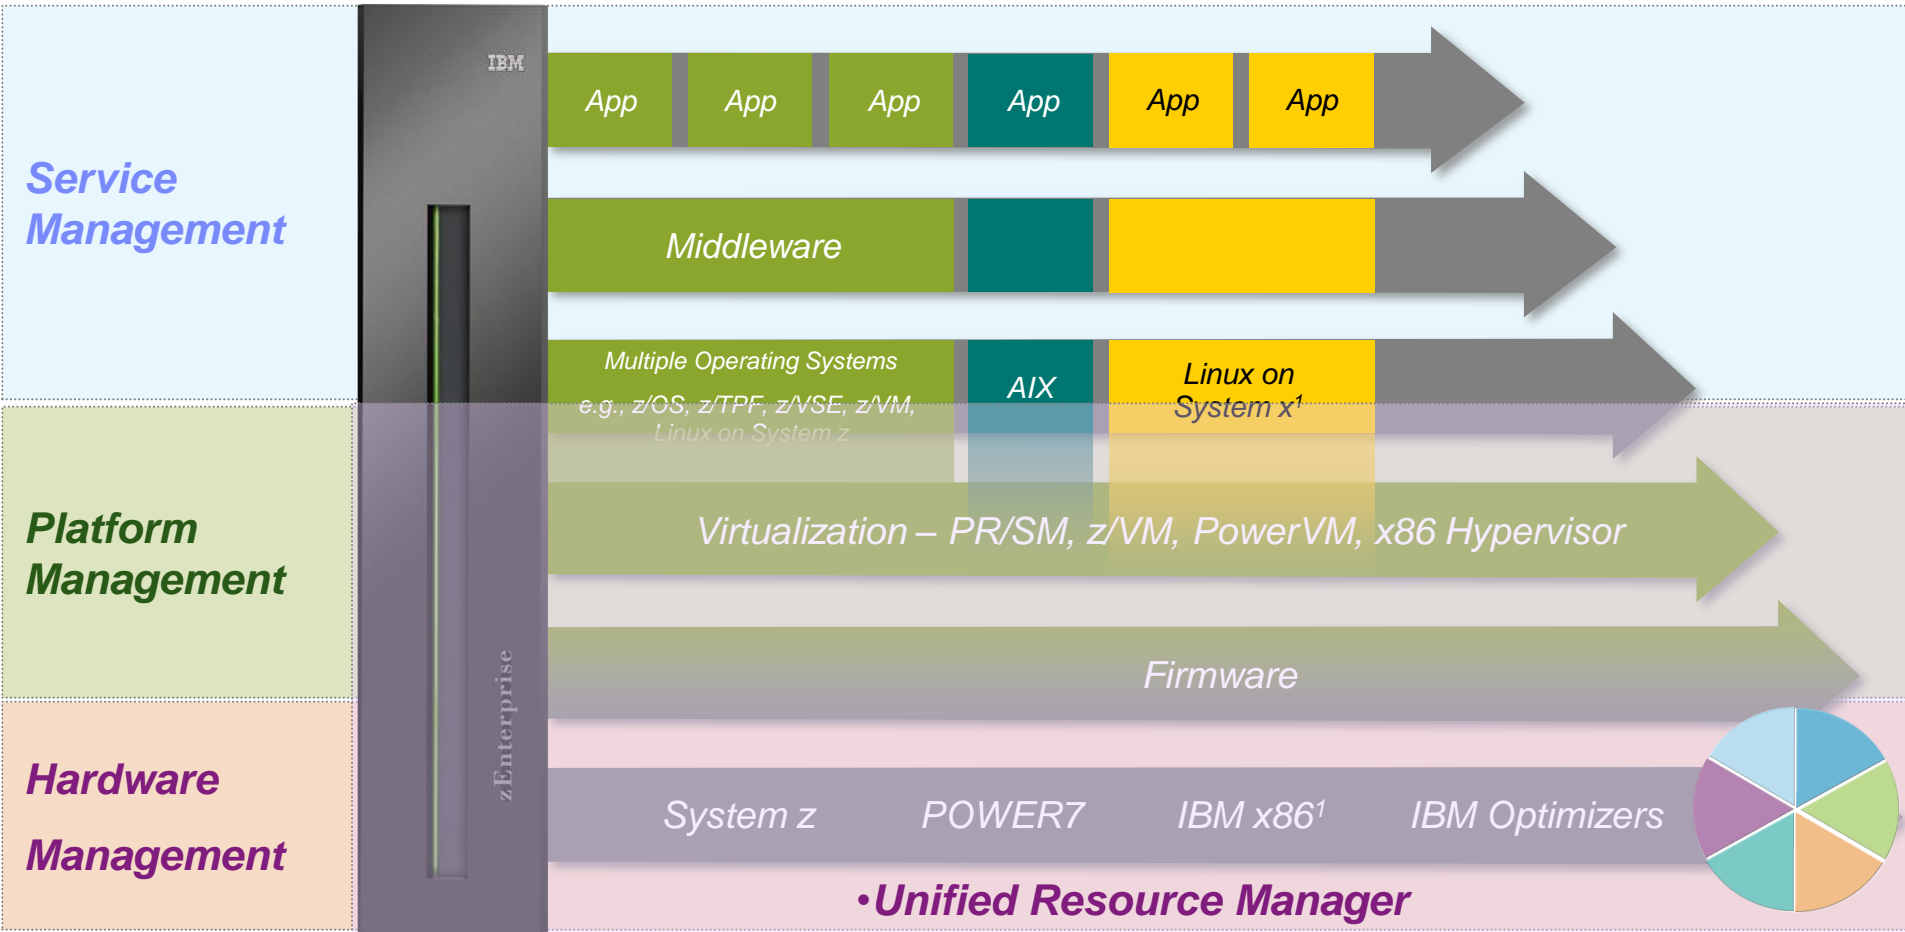 IBM
App App App App App App
Service
Management
Middleware
Multiple Operating Systems
e.g., z/OS, z/TPF, z/VSE, z/VM,
Linux on System z
AIX
Linux on
System x¹
Platform
Management
Virtualization – PR/SM, z/VM, PowerVM, x86 Hypervisor
Firmware
zEnterprise
Hardware
Management
System z POWER7 IBM x86¹ IBM Optimizers
•Unified Resource Manager